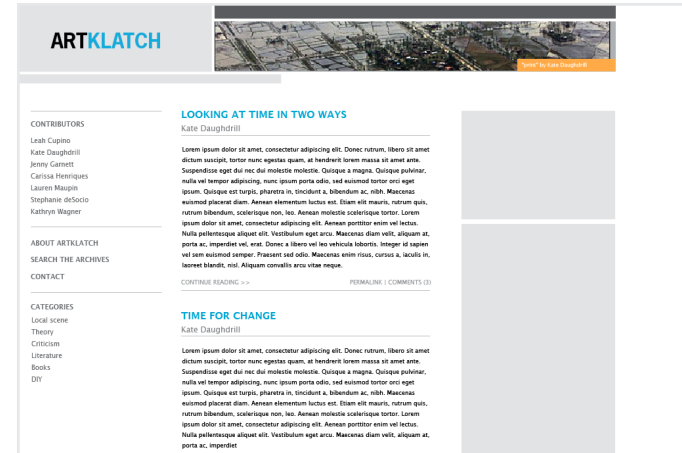 ARTKLATCH
"print" by Kate Daughdrill
CONTRIBUTORS
Leah Cupino
Kate Daughdrill
Jenny Garnett
Carissa Henriques
Lauren Maupin
Stephanie deSocio
Kathryn Wagner
ABOUT ARTKLATCH
SEARCH THE ARCHIVES
CONTACT
CATEGORIES
Local scene
Theory
Criticism
Literature
Books
DIY
LOOKING AT TIME IN TWO WAYS
Kate Daughdrill
Lorem ipsum dolor sit amet, consectetur adipiscing elit. Donec rutrum, libero sit amet
dictum suscipit, tortor nunc egestas quam, at hendrerit lorem massa sit amet ante.
Suspendisse eget dui nec dui molestie molestie. Quisque a magna. Quisque pulvinar,
nulla vel tempor adipiscing, nunc ipsum porta odio, sed euismod tortor orci eget
ipsum. Quisque est turpis, pharetra in, tincidunt a, bibendum ac, nibh. Maecenas
euismod placerat diam. Aenean elementum luctus est. Etiam elit mauris, rutrum quis,
rutrum bibendum, scelerisque non, leo. Aenean molestie scelerisque tortor. Lorem
ipsum dolor sit amet, consectetur adipiscing elit. Aenean porttitor enim vel lectus.
Nulla pellentesque aliquet elit. Vestibulum eget arcu. Maecenas diam velit, aliquam at,
porta ac, imperdiet vel, erat. Donec a libero vel leo vehicula lobortis. Integer id sapien
vel sem euismod semper. Praesent sed odio. Maecenas enim risus, cursus a, iaculis in,
laoreet blandit, nisl. Aliquam convallis arcu vitae neque.
CONTINUE READING >>
PERMALINK | COMMENTS (3)
TIME FOR CHANGE
Kate Daughdrill
Lorem ipsum dolor sit amet, consectetur adipiscing elit. Donec rutrum, libero sit amet
dictum suscipit, tortor nunc egestas quam, at hendrerit lorem massa sit amet ante.
Suspendisse eget dui nec dui molestie molestie. Quisque a magna. Quisque pulvinar,
nulla vel tempor adipiscing, nunc ipsum porta odio, sed euismod tortor orci eget
ipsum. Quisque est turpis, pharetra in, tincidunt a, bibendum ac, nibh. Maecenas
euismod placerat diam. Aenean elementum luctus est. Etiam elit mauris, rutrum quis,
rutrum bibendum, scelerisque non, leo. Aenean molestie scelerisque tortor. Lorem
ipsum dolor sit amet, consectetur adipiscing elit. Aenean porttitor enim vel lectus.
Nulla pellentesque aliquet elit. Vestibulum eget arcu. Maecenas diam velit, aliquam at,
porta ac, imperdiet